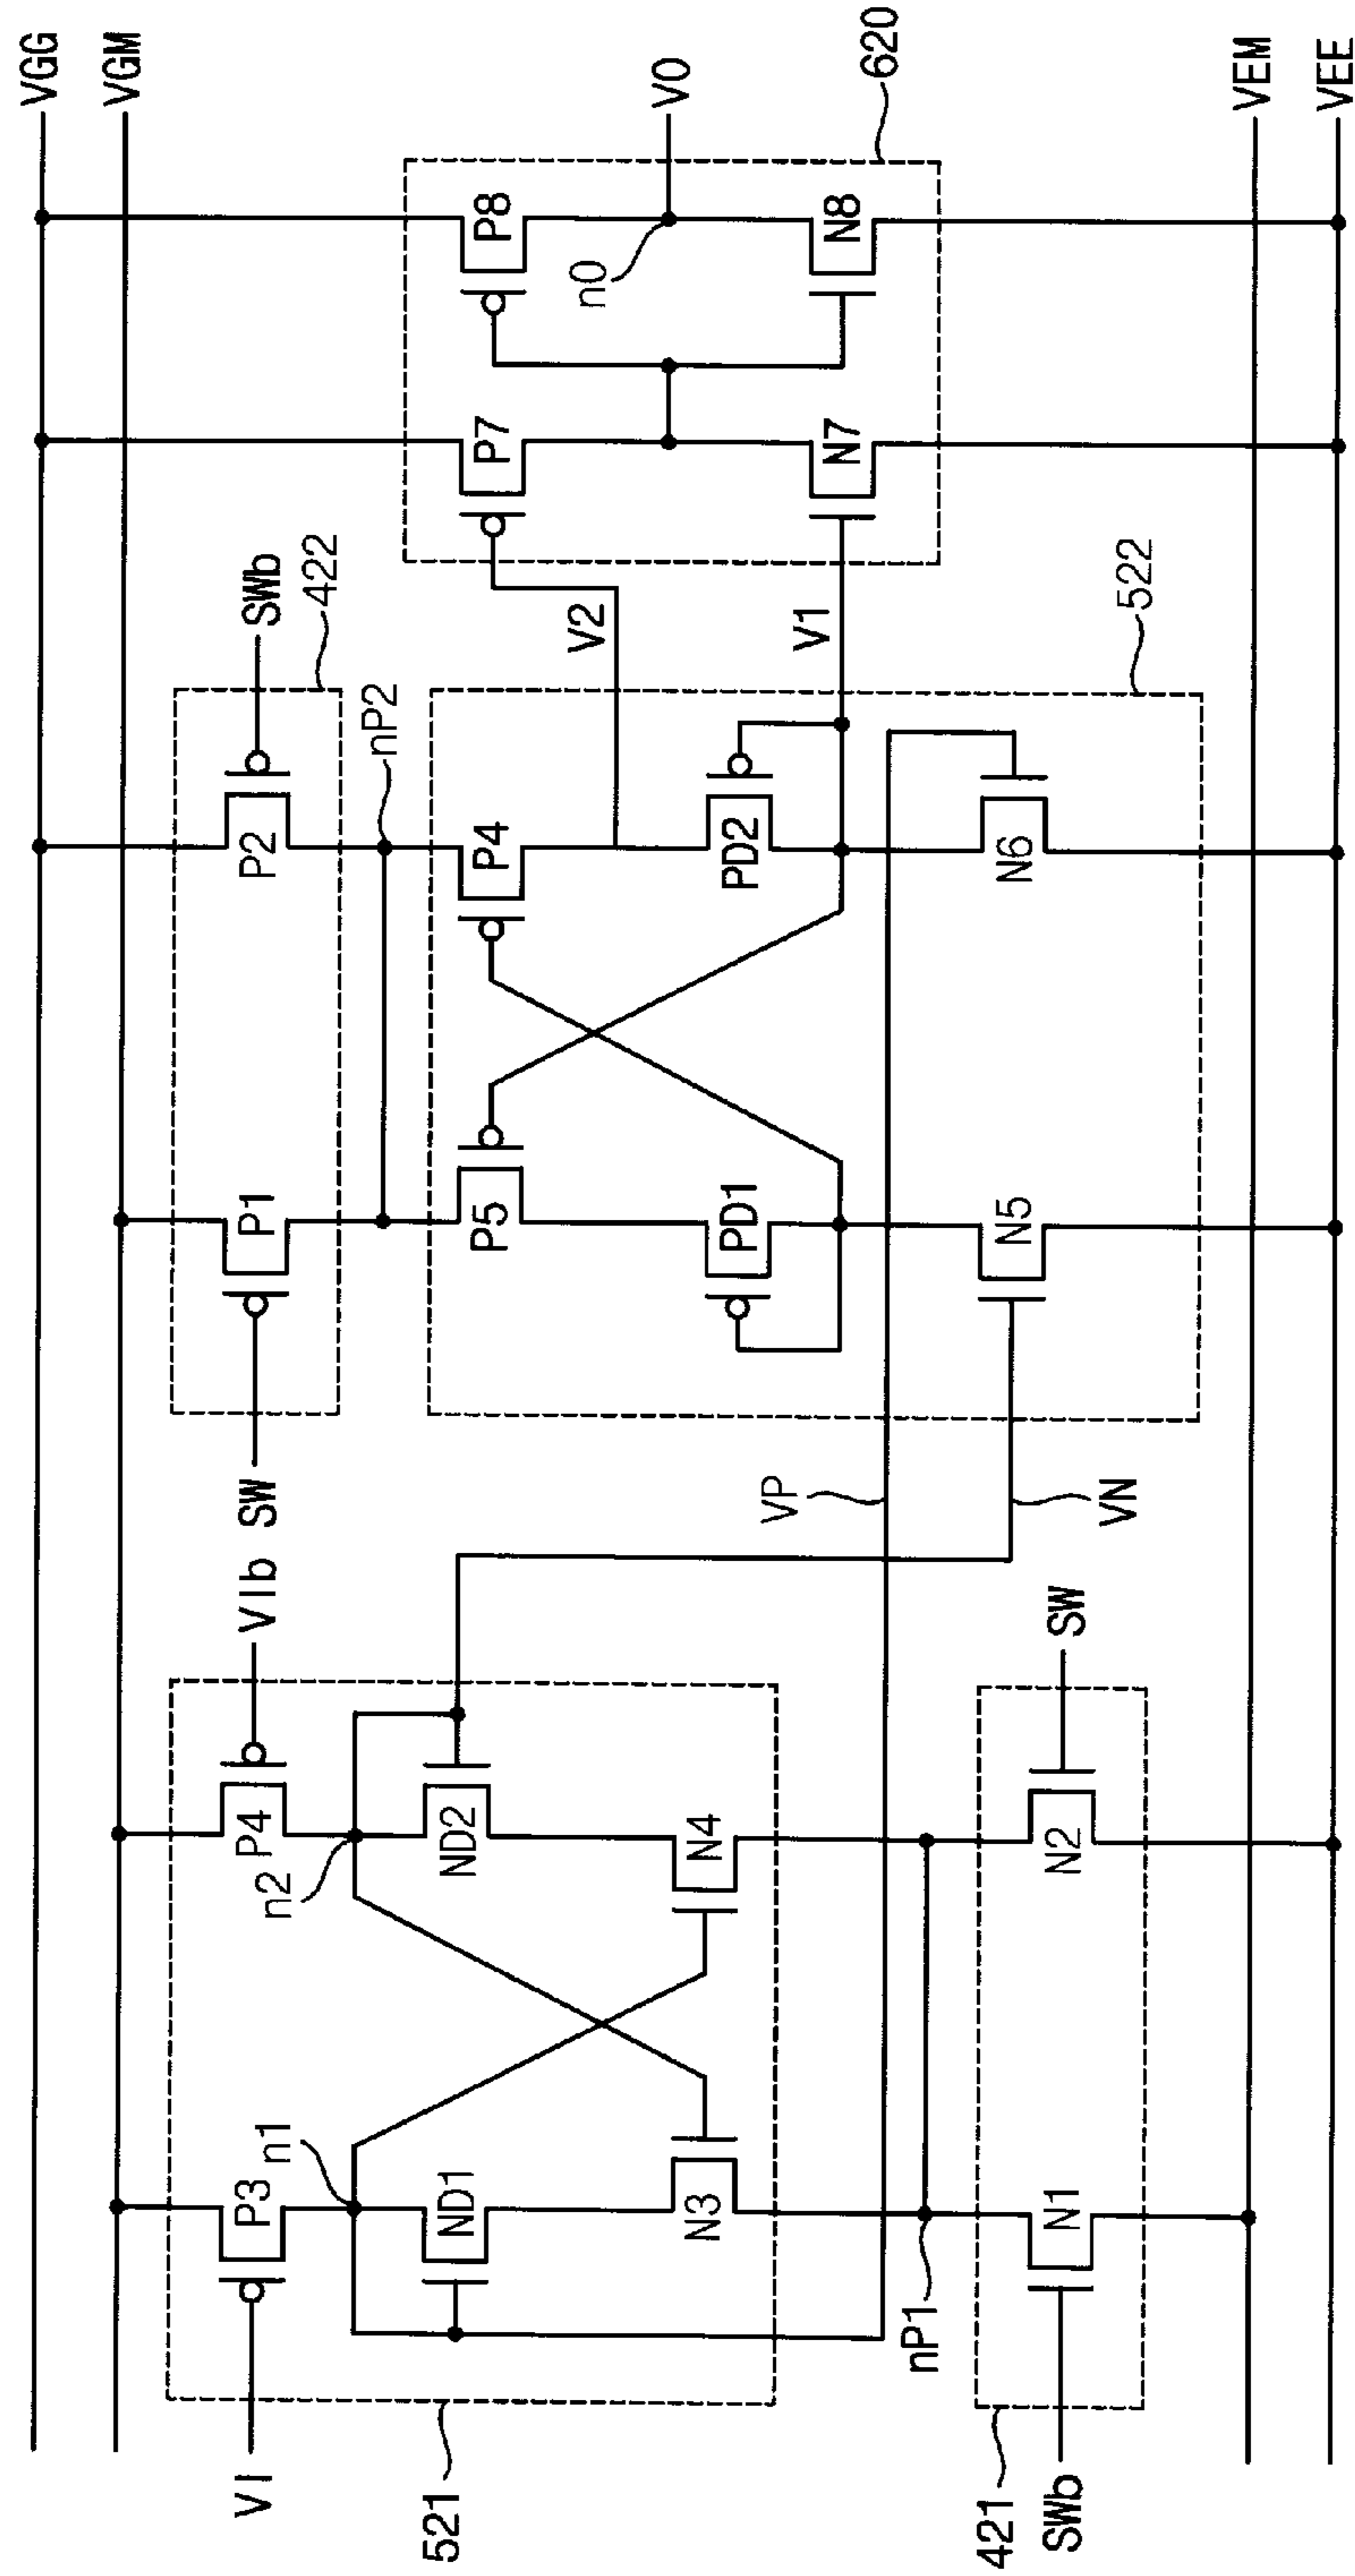 VGG
VGM
VIb
SW
SWb
422
VI
P3
P4
P1
P2
nP2
n1
n2
ND1
ND2
N3
N4
521
VP
VN
P5
P4
PD1
PD2
N5
N6
522
V2
V1
P7
P8
n0
VO
N7
N8
620
nP1
N1
N2
SW
421
SWb
VEM
VEE